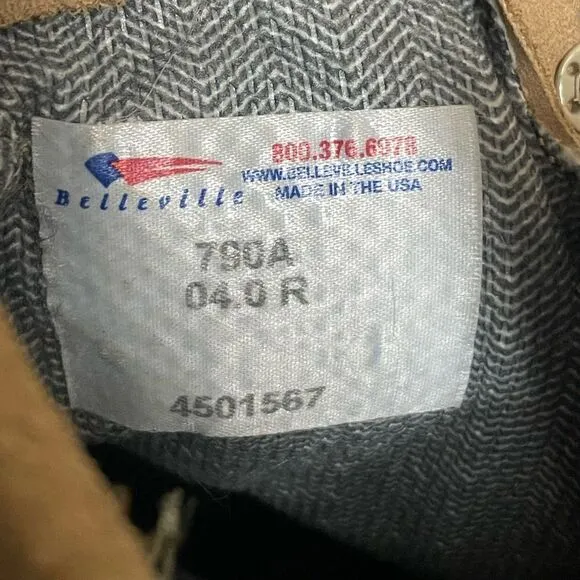 800.376.6978
WWW.BELLEVILLESHOE.COM
MADE IN THE USA
Belleville
790A
04.0 R
4501567